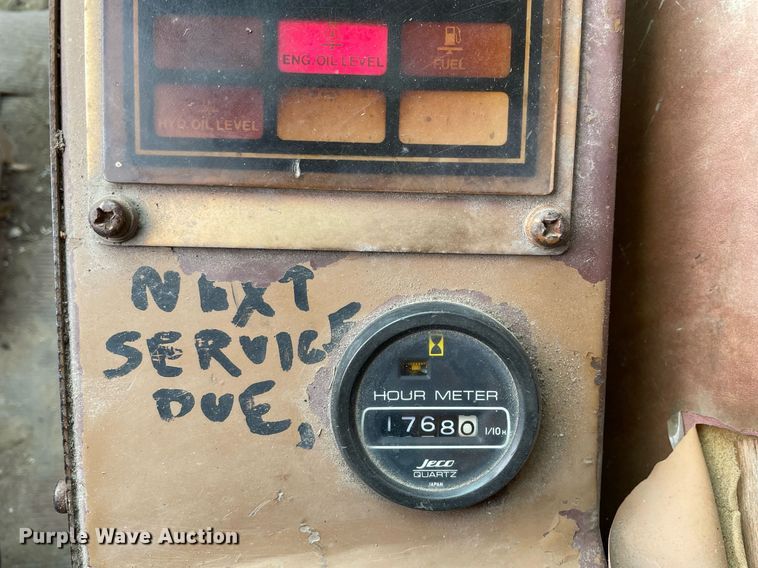 ENG. OIL LEVEL
FUEL
HYD. OIL LEVEL
NEXT
SERVICE
DUE,
HOUR METER
17680 1/10H
Jeco
QUARTZ
JAPAN
Purple Wave Auction